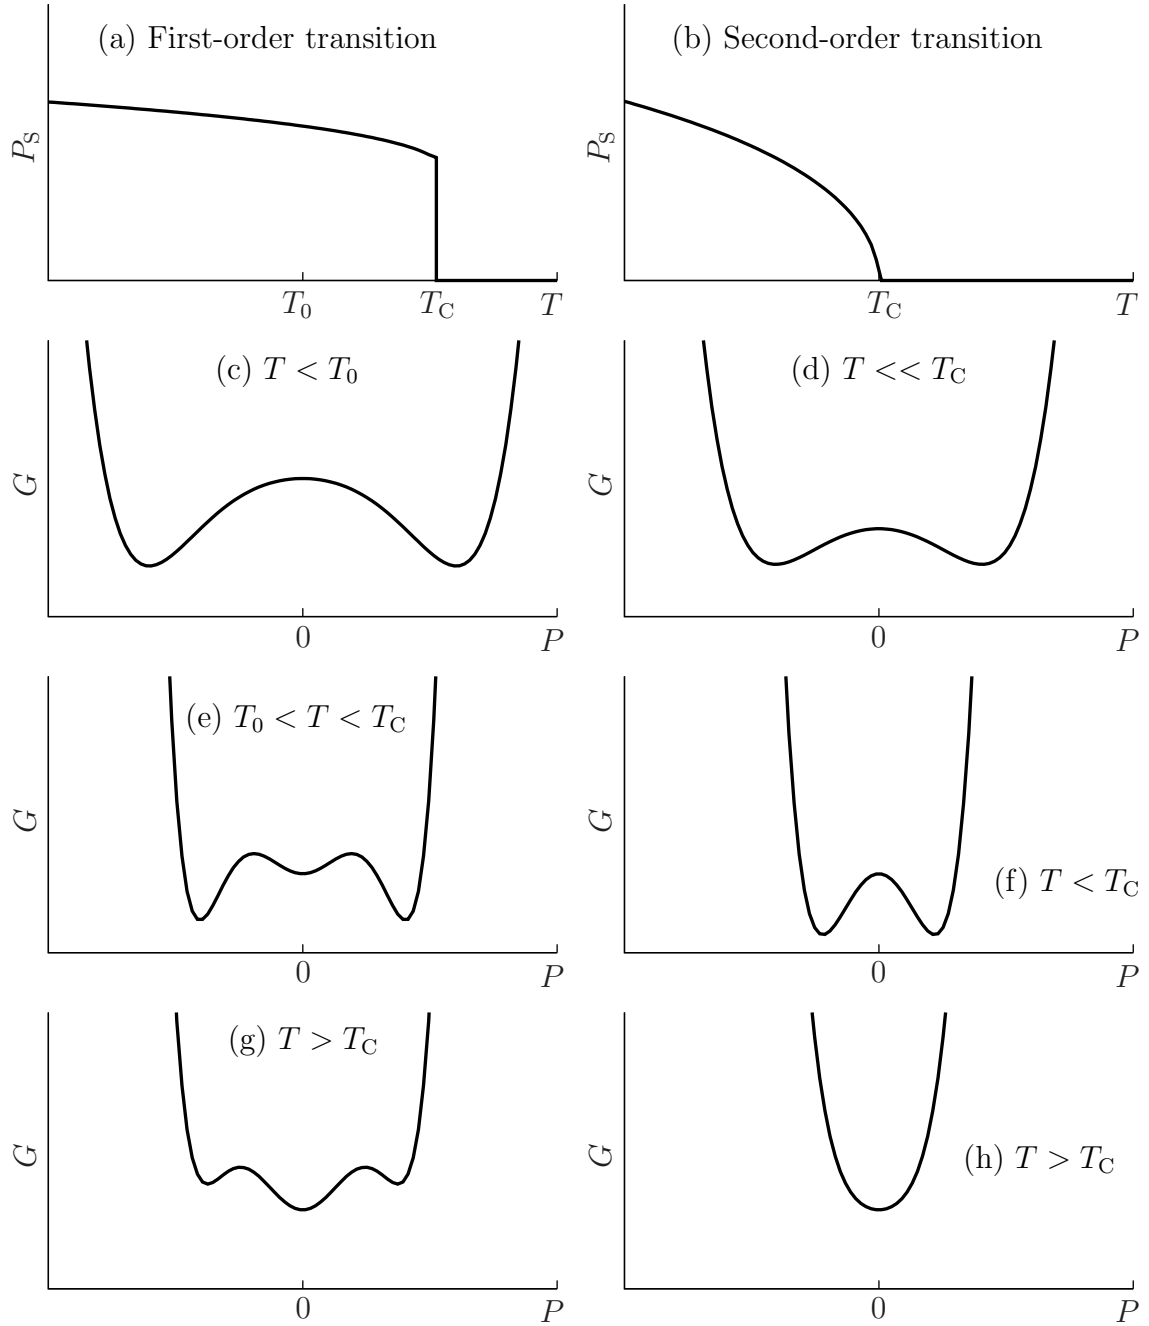 (a) First-order transition
P_S
T_0
T_C
T
(b) Second-order transition
P_S
T_C
T
(c) T < T_0
G
0
P
(d) T << T_C
G
0
P
(e) T_0 < T < T_C
G
0
P
(f) T < T_C
G
0
P
(g) T > T_C
G
0
P
(h) T > T_C
G
0
P